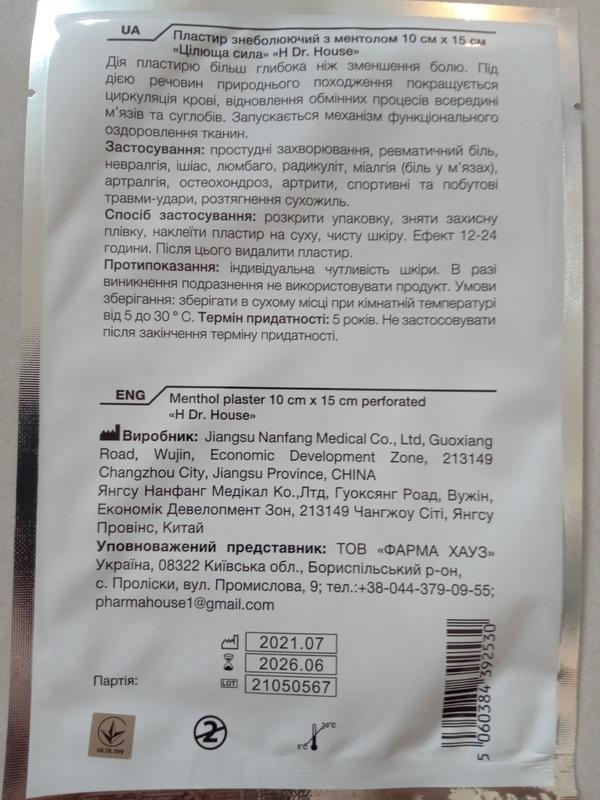 UA
Пластир знеболюючий з ментолом 10 см х 15 см
«Цілюща сила» «H Dr. House»
Дія пластирю більш глибока ніж зменшення болю. Під
дією речовин природнього походження покращується
циркуляція крові, відновлення обмінних процесів всередині
м'язів та суглобів. Запускається механізм функціонального
оздоровлення тканин.
Застосування: простудні захворювання, ревматичний біль,
невралгія, ішіас, люмбаго, радикуліт, міалгія (біль у м'язах),
артралгія, остеохондроз, артрити, спортивні та побутові
травми-удари, розтягнення сухожиль.
Спосіб застосування: розкрити упаковку, зняти захисну
плівку, наклеїти пластир на суху, чисту шкіру. Ефект 12-24
години. Після цього видалити пластир.
Протипоказання: індивідуальна чутливість шкіри. В разі
виникнення подразнення не використовувати продукт. Умови
зберігання: зберігати в сухому місці при кімнатній температурі
від 5 до 30 ° С. Термін придатності: 5 років. Не застосовувати
після закінчення терміну придатності.
ENG
Menthol plaster 10 cm x 15 cm perforated
«H Dr. House»
Виробник: Jiangsu Nanfang Medical Co., Ltd, Guoxiang
Road, Wujin, Economic Development Zone, 213149
Changzhou City, Jiangsu Province, CHINA
Янгсу Нанфанг Медікал Ко.,Лтд, Гуоксянг Роад, Вужін,
Економік Девелопмент Зон, 213149 Чангжоу Сіті, Янгсу
Провінс, Китай
Уповноважений представник: ТОВ «ФАРМА ХАУЗ»
Україна, 08322 Київська обл., Бориспільський р-он,
с. Проліски, вул. Промислова, 9; тел.:+38-044-379-09-55;
pharmahouse1@gmail.com
2021.07
2026.06
Партія:
LOT 21050567
UA.TR. 099
2
5°C
30°C
5 060384 392530